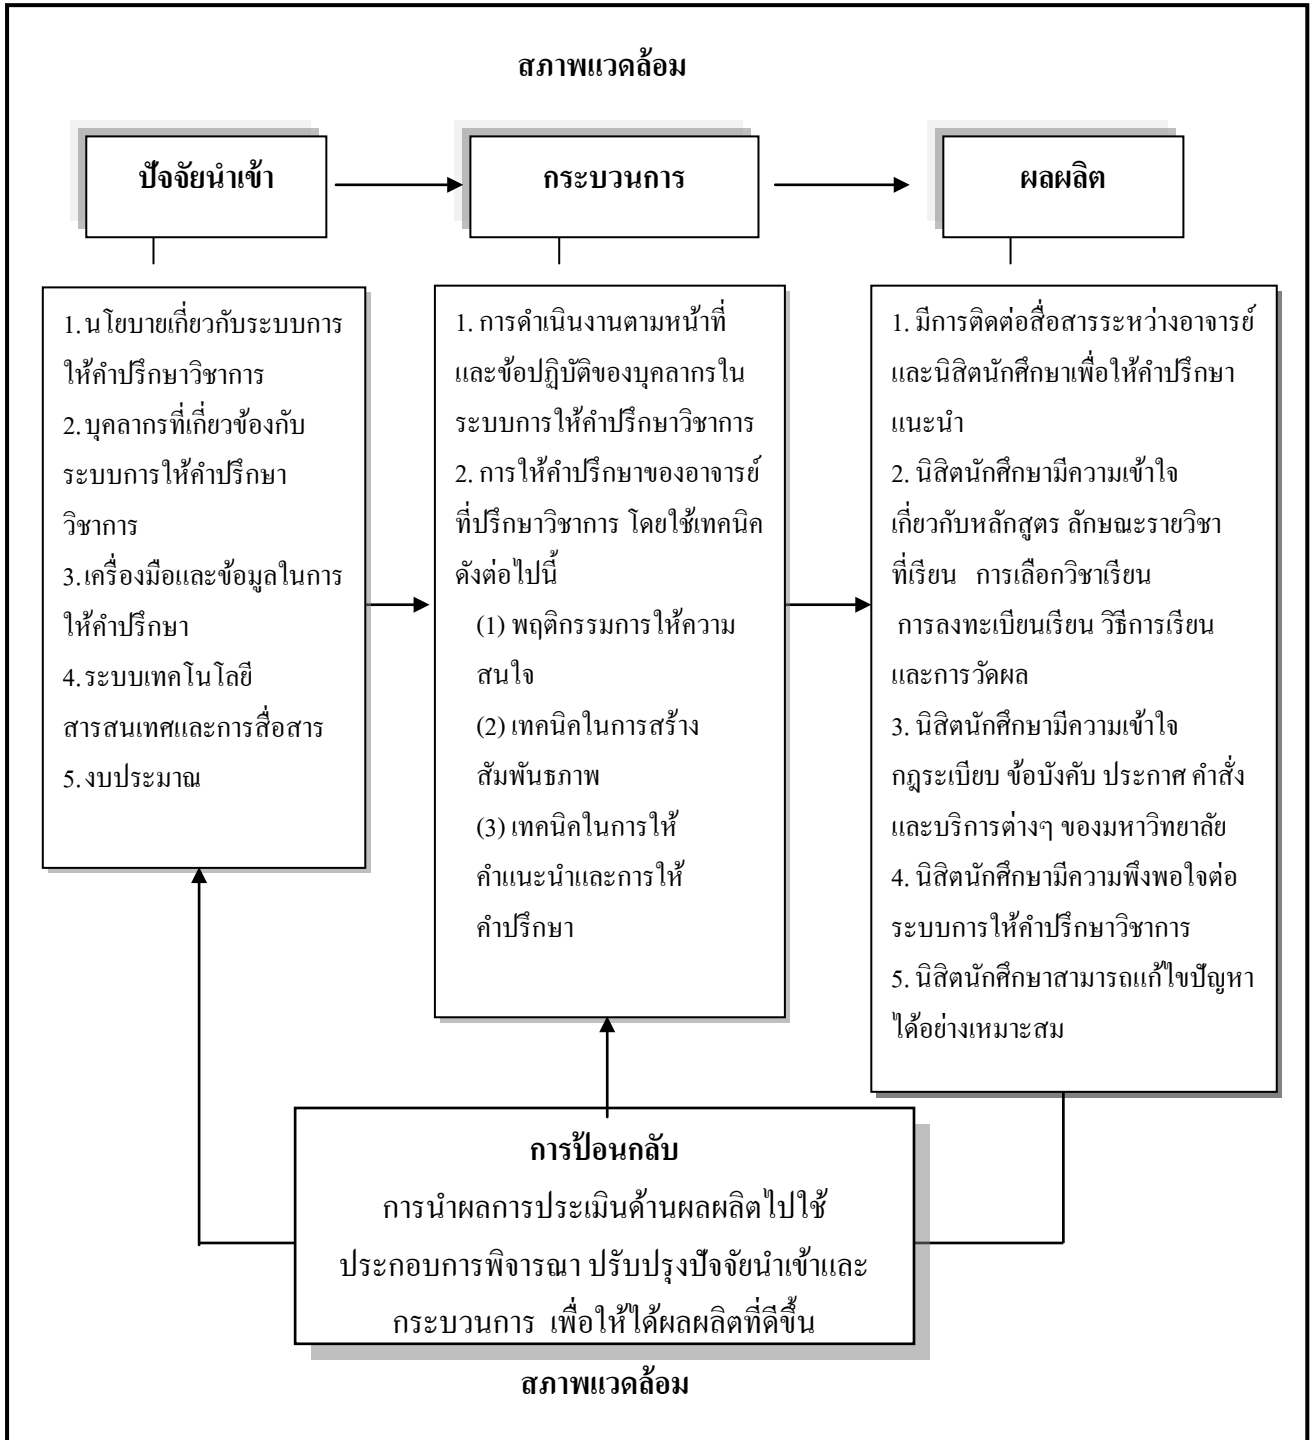 สภาพแวดล้อม
ปัจจัยนำเข้า
กระบวนการ
ผลผลิต
1. นโยบายเกี่ยวกับระบบการ
ให้คำปรึกษาวิชาการ
2. บุคลากรที่เกี่ยวข้องกับ
ระบบการให้คำปรึกษา
วิชาการ
3. เครื่องมือและข้อมูลในการ
ให้คำปรึกษา
4. ระบบเทคโนโลยี
สารสนเทศและการสื่อสาร
5. งบประมาณ
1. การดำเนินงานตามหน้าที่
และข้อปฏิบัติของบุคลากรใน
ระบบการให้คำปรึกษาวิชาการ
2. การให้คำปรึกษาของอาจารย์
ที่ปรึกษาวิชาการ โดยใช้เทคนิค
ดังต่อไปนี้
(1) พฤติกรรมการให้ความ
สนใจ
(2) เทคนิคในการสร้าง
สัมพันธภาพ
(3) เทคนิคในการให้
คำแนะนำและการให้
คำปรึกษา
1. มีการติดต่อสื่อสารระหว่างอาจารย์
และนิสิตนักศึกษาเพื่อให้คำปรึกษา
แนะนำ
2. นิสิตนักศึกษามีความเข้าใจ
เกี่ยวกับหลักสูตร ลักษณะรายวิชา
ที่เรียน การเลือกวิชาเรียน
การลงทะเบียนเรียน วิธีการเรียน
และการวัดผล
3. นิสิตนักศึกษามีความเข้าใจ
กฎระเบียบ ข้อบังคับ ประกาศ คำสั่ง
และบริการต่างๆ ของมหาวิทยาลัย
4. นิสิตนักศึกษามีความพึงพอใจต่อ
ระบบการให้คำปรึกษาวิชาการ
5. นิสิตนักศึกษาสามารถแก้ไขปัญหา
ได้อย่างเหมาะสม
การป้อนกลับ
การนำผลการประเมินด้านผลผลิตไปใช้
ประกอบการพิจารณา ปรับปรุงปัจจัยนำเข้าและ
กระบวนการ เพื่อให้ได้ผลผลิตที่ดีขึ้น
สภาพแวดล้อม